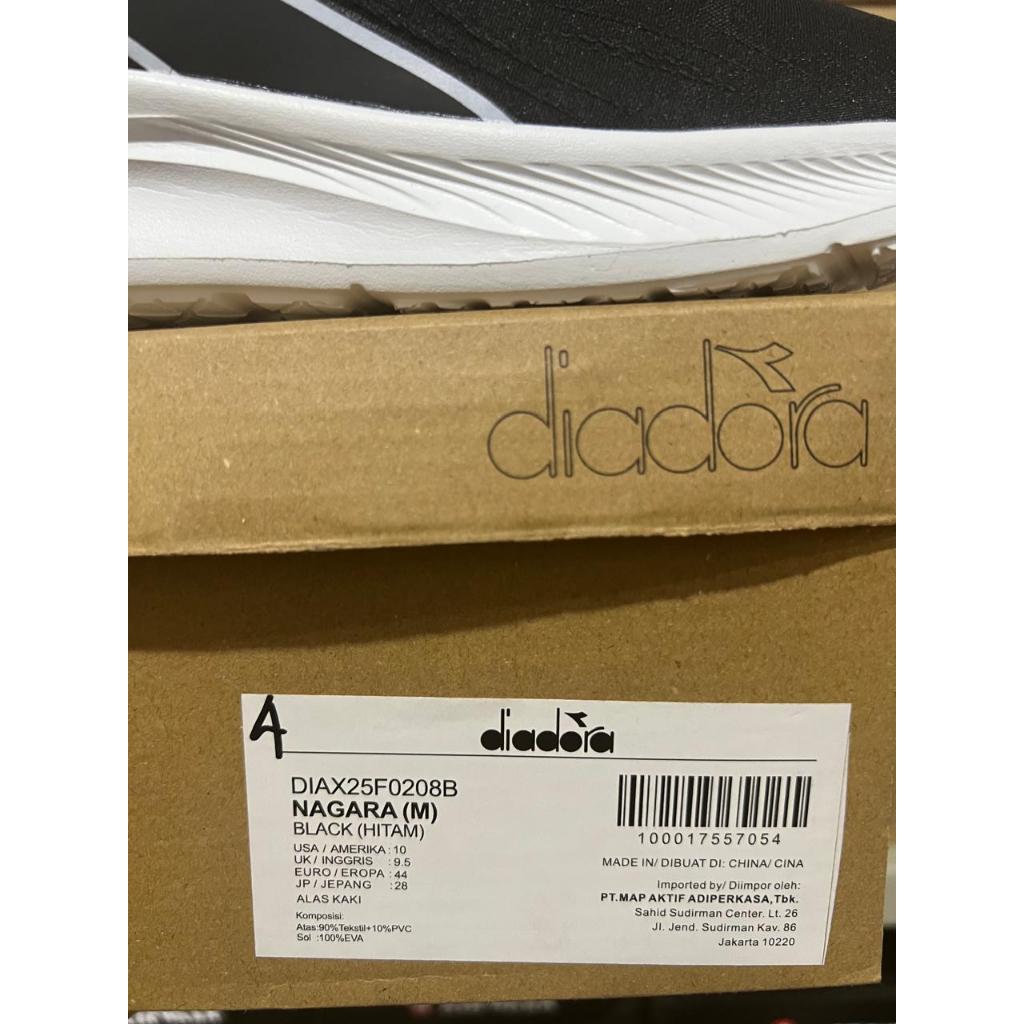 diadora
A
diadora
DIAX25F0208B
NAGARA (M)
BLACK (HITAM)
USA / AMERIKA : 10
UK / INGGRIS : 9.5
EURO / EROPA : 44
JP / JEPANG : 28
ALAS KAKI
Komposisi:
Atas:90%Tekstil+10%PVC
Sol :100%EVA
100017557054
MADE IN/ DIBUAT DI: CHINA/ CINA
Imported by/ Diimpor oleh:
PT.MAP AKTIF ADIPERKASA,Tbk.
Sahid Sudirman Center. Lt. 26
Jl. Jend. Sudirman Kav. 86
Jakarta 10220